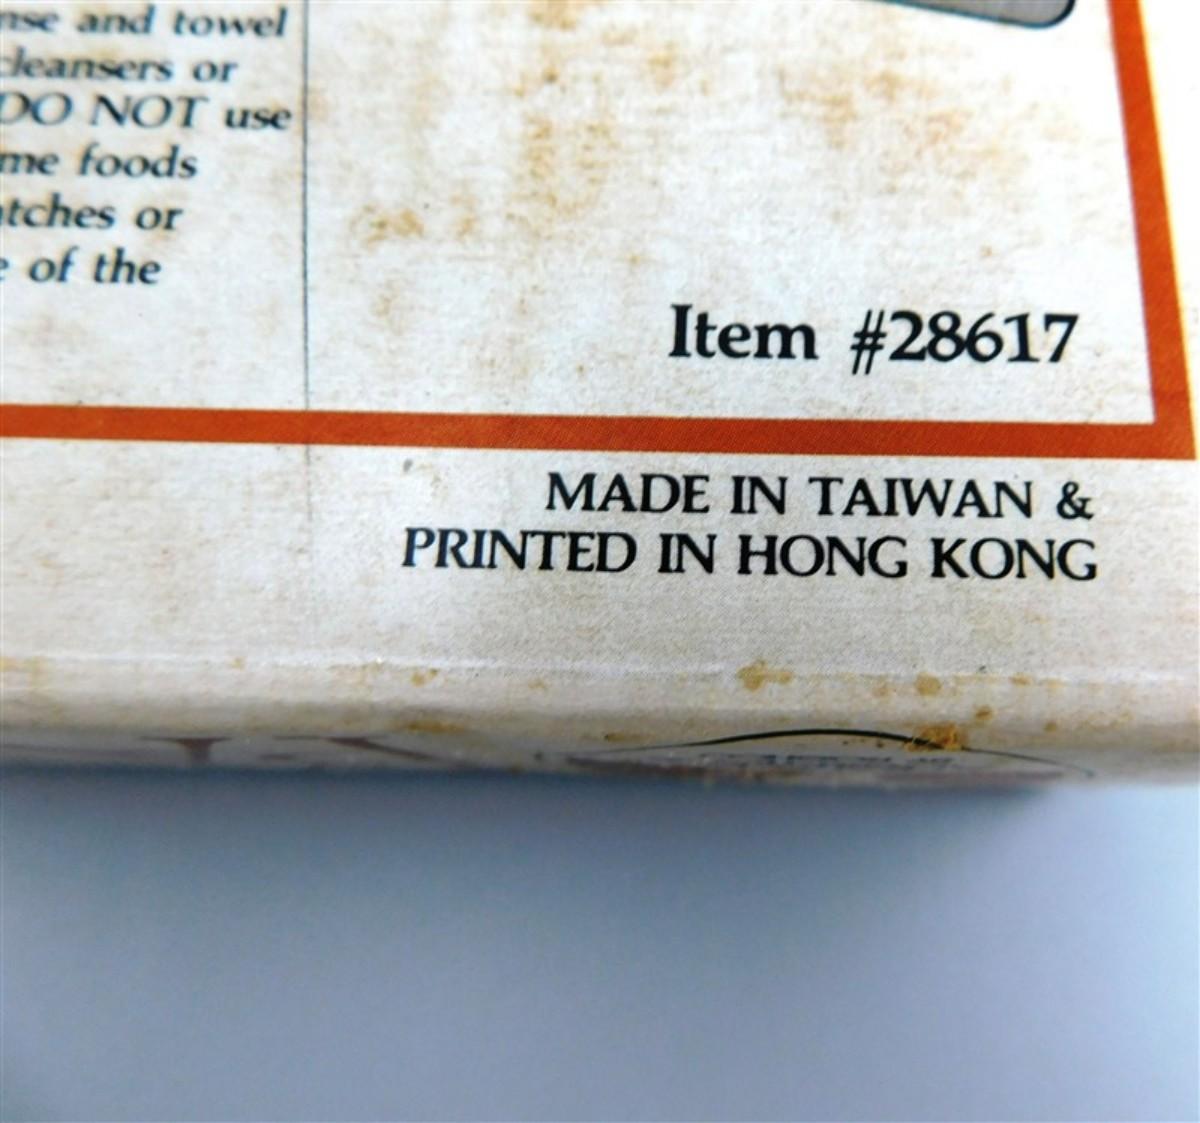 nse and towel
cleansers or
DO NOT use
me foods
atches or
e of the
Item #28617
MADE IN TAIWAN &
PRINTED IN HONG KONG